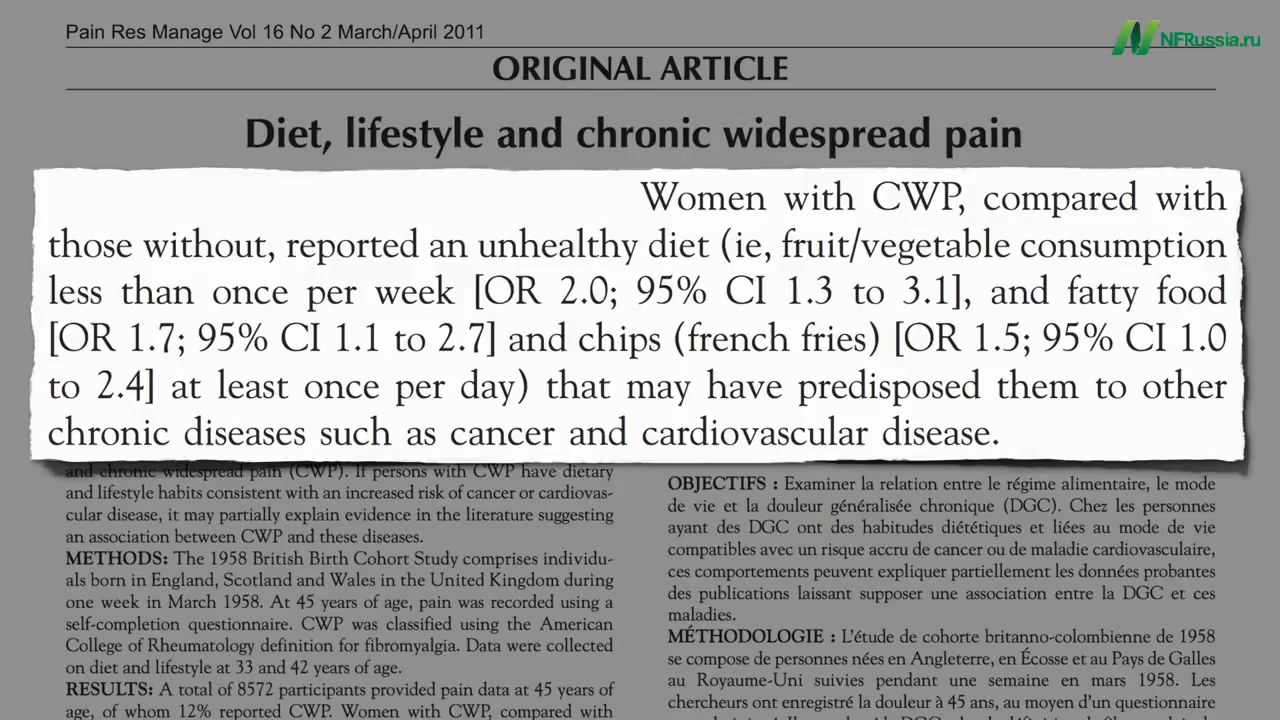 Pain Res Manage Vol 16 No 2 March/April 2011
NFRussia.ru
ORIGINAL ARTICLE
Diet, lifestyle and chronic widespread pain
Women with CWP, compared with
those without, reported an unhealthy diet (ie, fruit/vegetable consumption
less than once per week [OR 2.0; 95% CI 1.3 to 3.1], and fatty food
[OR 1.7; 95% CI 1.1 to 2.7] and chips (french fries) [OR 1.5; 95% CI 1.0
to 2.4] at least once per day) that may have predisposed them to other
chronic diseases such as cancer and cardiovascular disease.
and chronic widespread pain (CWP). If persons with CWP have dietary
and lifestyle habits consistent with an increased risk of cancer or cardiovas-
cular disease, it may partially explain evidence in the literature suggesting
an association between CWP and these diseases.
METHODS: The 1958 British Birth Cohort Study comprises individu-
als born in England, Scotland and Wales in the United Kingdom during
one week in March 1958. At 45 years of age, pain was recorded using a
self-completion questionnaire. CWP was classified using the American
College of Rheumatology definition for fibromyalgia. Data were collected
on diet and lifestyle at 33 and 42 years of age.
RESULTS: A total of 8572 participants provided pain data at 45 years of
age, of whom 12% reported CWP. Women with CWP, compared with
OBJECTIFS : Examiner la relation entre le régime alimentaire, le mode
de vie et la douleur généralisée chronique (DGC). Chez les personnes
ayant des DGC ont des habitudes diététiques et liées au mode de vie
compatibles avec un risque accru de cancer ou de maladie cardiovasculaire,
ces comportements peuvent expliquer partiellement les données probantes
des publications laissant supposer une association entre la DGC et ces
maladies.
MÉTHODOLOGIE : L'étude de cohorte britanno-colombienne de 1958
se compose de personnes nées en Angleterre, en Écosse et au Pays de Galles
au Royaume-Uni suivies pendant une semaine en mars 1958. Les
chercheurs ont enregistré la douleur à 45 ans, au moyen d'un questionnaire